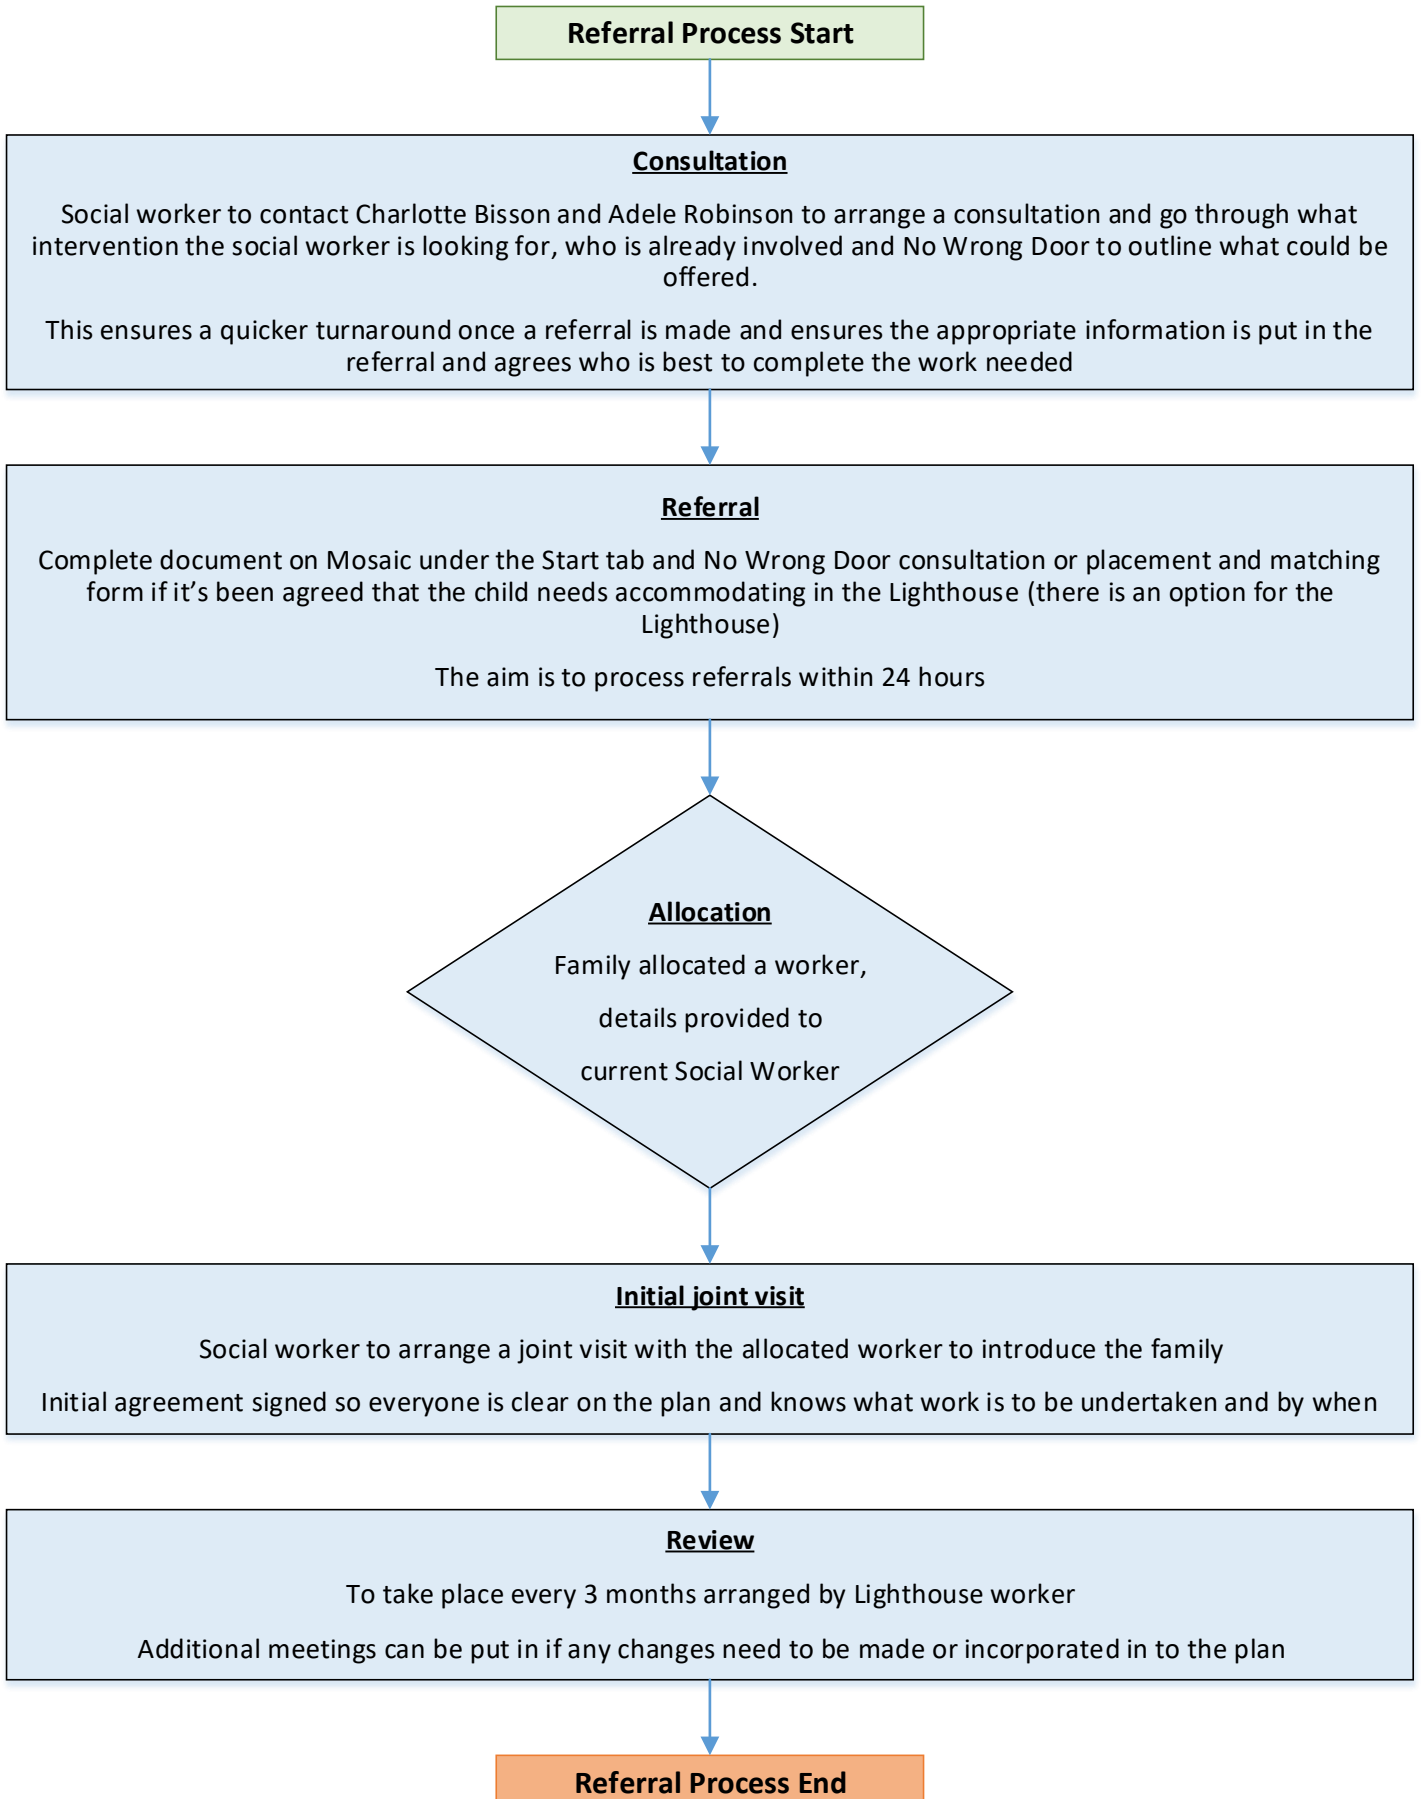 Referral Process Start
Consultation
Social worker to contact Charlotte Bisson and Adele Robinson to arrange a consultation and go through what
intervention the social worker is looking for, who is already involved and No Wrong Door to outline what could be
offered.
This ensures a quicker turnaround once a referral is made and ensures the appropriate information is put in the
referral and agrees who is best to complete the work needed
Referral
Complete document on Mosaic under the Start tab and No Wrong Door consultation or placement and matching
form if it’s been agreed that the child needs accommodating in the Lighthouse (there is an option for the
Lighthouse)
The aim is to process referrals within 24 hours
Allocation
Family allocated a worker,
details provided to
current Social Worker
Initial joint visit
Social worker to arrange a joint visit with the allocated worker to introduce the family
Initial agreement signed so everyone is clear on the plan and knows what work is to be undertaken and by when
Review
To take place every 3 months arranged by Lighthouse worker
Additional meetings can be put in if any changes need to be made or incorporated in to the plan
Referral Process End